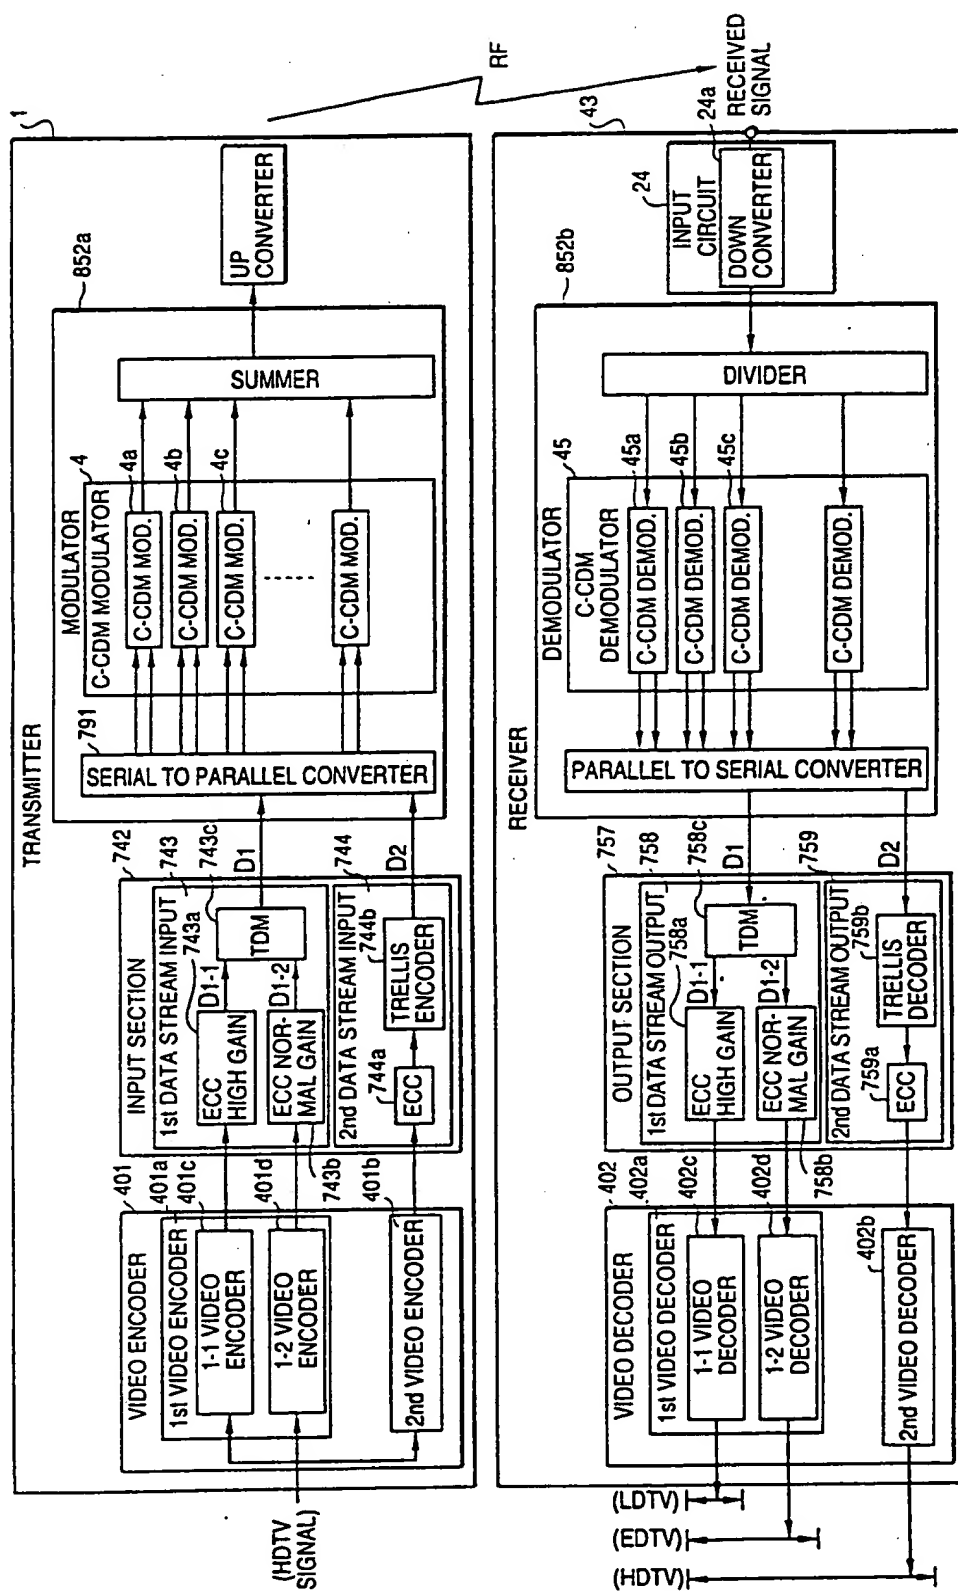 TRANSMITTER
1
(HDTV
SIGNAL)
VIDEO ENCODER
401
1st VIDEO ENCODER
401a
1-1 VIDEO
ENCODER
401c
1-2 VIDEO
ENCODER
401d
2nd VIDEO ENCODER
401b
INPUT SECTION
742
1st DATA STREAM INPUT
743
ECC
HIGH GAIN
743a
D1-1
ECC NOR-
MAL GAIN
743b
D1-2
TDM
743c
D1
2nd DATA STREAM INPUT
744
ECC
744a
TRELLIS
ENCODER
744b
D2
MODULATOR
852a
SERIAL TO PARALLEL CONVERTER
791
C-CDM MODULATOR
4
C-CDM MOD.
4a
C-CDM MOD.
4b
C-CDM MOD.
4c
C-CDM MOD.
SUMMER
UP
CONVERTER
RF
RECEIVER
43
RECEIVED
SIGNAL
INPUT
CIRCUIT
24
DOWN
CONVERTER
24a
DEMODULATOR
852b
DIVIDER
C-CDM
DEMODULATOR
45
C-CDM DEMOD.
45a
C-CDM DEMOD.
45b
C-CDM DEMOD.
45c
C-CDM DEMOD.
PARALLEL TO SERIAL CONVERTER
D1
D2
OUTPUT SECTION
757
1st DATA STREAM OUTPUT
758
TDM
758c
D1-1
D1-2
ECC
HIGH GAIN
758a
ECC NOR-
MAL GAIN
758b
2nd DATA STREAM OUTPUT
759
TRELLIS
DECODER
759b
ECC
759a
VIDEO DECODER
402
1st VIDEO DECODER
402a
1-1 VIDEO
DECODER
402c
1-2 VIDEO
DECODER
402d
2nd VIDEO DECODER
402b
(LDTV)
(EDTV)
(HDTV)